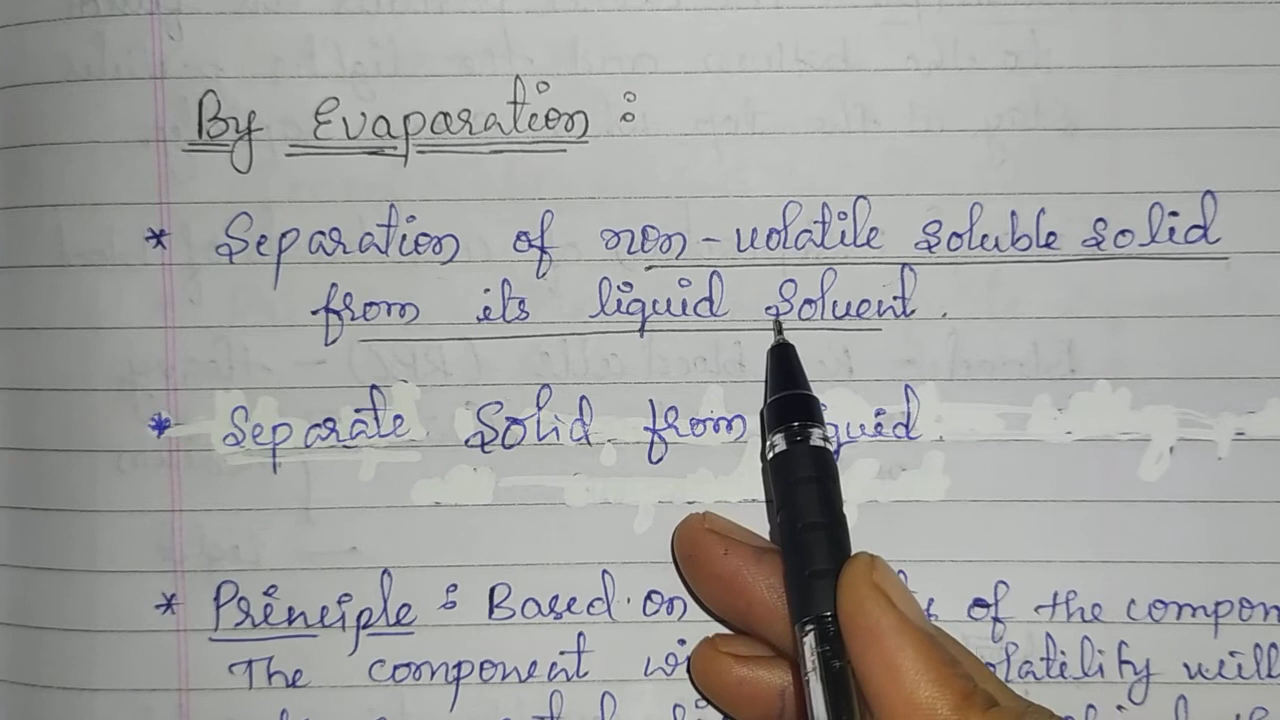 By Evaparation :
* Separation of non-volatile soluble solid
from its liquid solvent.
* Separate Solid from liquid.
* Principle : Based on of the compon
The component volatility will